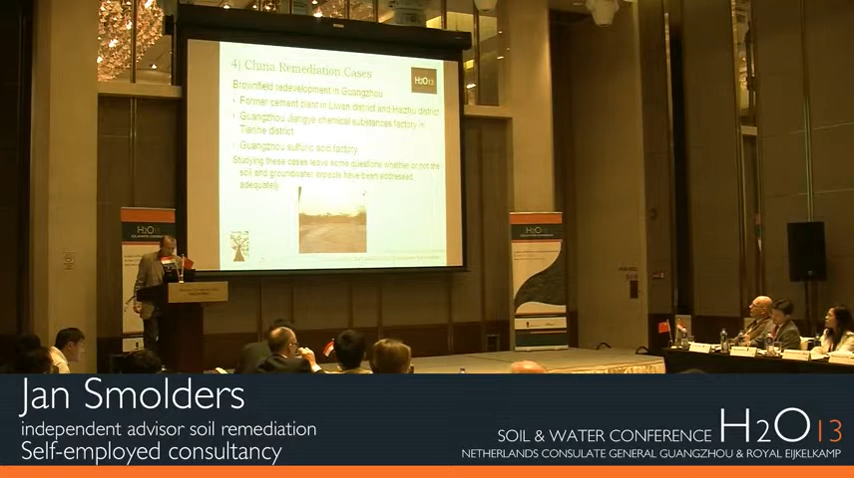 4) China Remediation Cases
H2O13
Brownfield redevelopment in Guangzhou
Former cement plant in Liwan district and Haizhu district
Guangzhou Jiangye chemical substances factory in
Tianhe district
Guangzhou sulfuric acid factory
Studying these cases leave some questions whether or not the
soil and groundwater aspects have been addressed
adequately
H2O13
H2O13
Jan Smolders
independent advisor soil remediation
Self-employed consultancy
SOIL & WATER CONFERENCE H2O13
NETHERLANDS CONSULATE GENERAL GUANGZHOU & ROYAL EIJKELKAMP